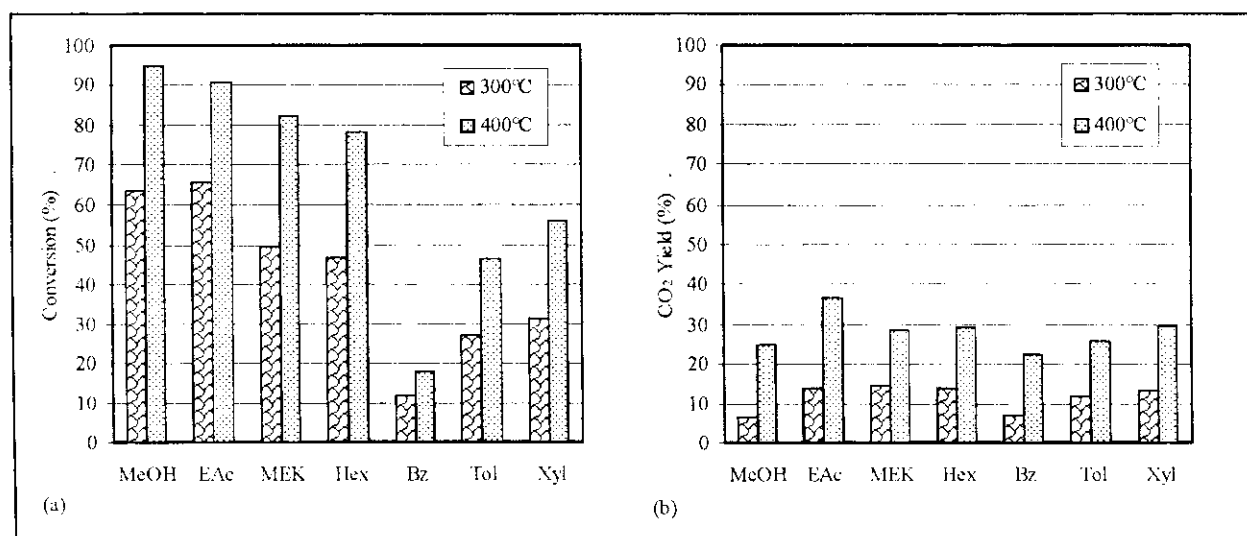 100
90
80
70
60
50
40
30
20
10
0
Conversion (%)
300°C
400°C
MeOH EAc MEK Hex Bz Tol Xyl
(a)
100
90
80
70
60
50
40
30
20
10
0
CO₂ Yield (%)
300°C
400°C
MeOH EAc MEK Hex Bz Tol Xyl
(b)